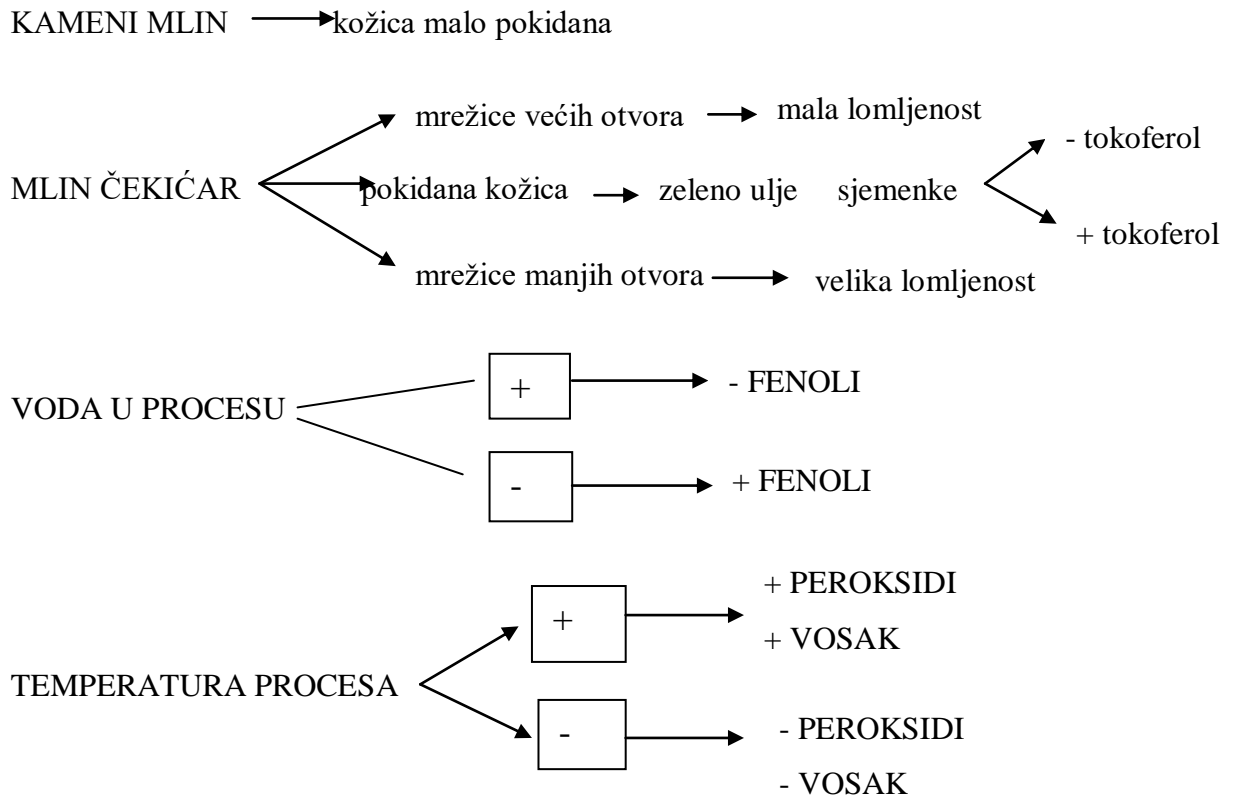 KAMENI MLIN kožica malo pokidana
mrežice većih otvora mala lomljenost
- tokoferol
MLIN ČEKIĆAR pokidana kožica zeleno ulje sjemenke
+ tokoferol
mrežice manjih otvora velika lomljenost
+ - FENOLI
VODA U PROCESU
- + FENOLI
+ PEROKSIDI
+
+ VOSAK
TEMPERATURA PROCESA
- - PEROKSIDI
- VOSAK